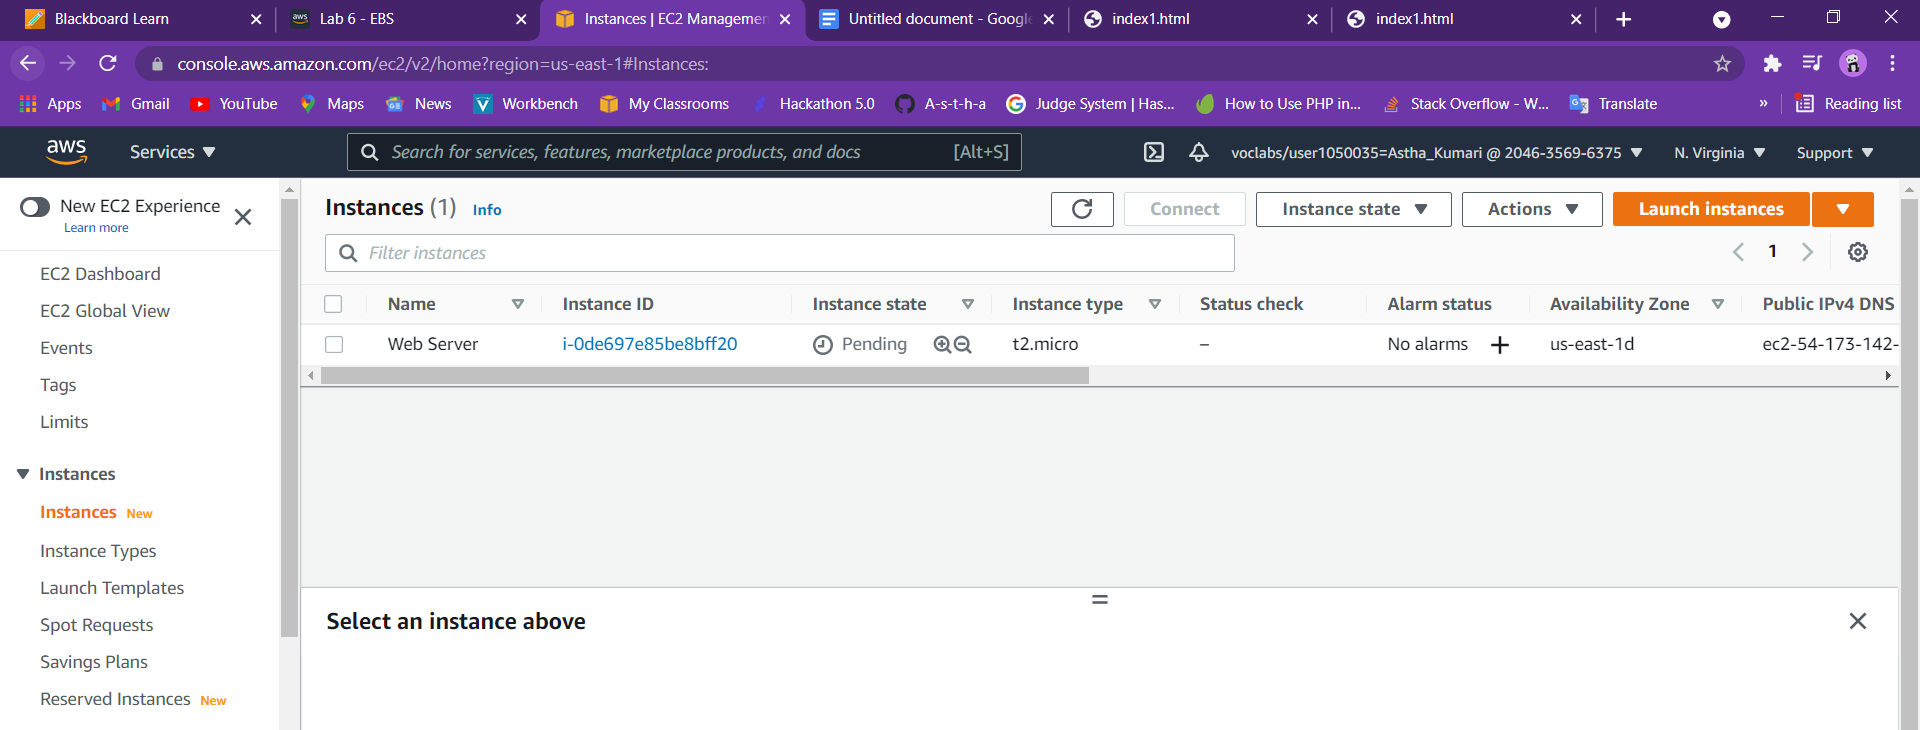 Blackboard Learn
Lab 6 - EBS
Instances | EC2 Managemen
Untitled document - Google
index1.html
index1.html
console.aws.amazon.com/ec2/v2/home?region=us-east-1#Instances:
Apps
Gmail
YouTube
Maps
News
Workbench
My Classrooms
Hackathon 5.0
A-s-t-h-a
Judge System | Has...
How to Use PHP in...
Stack Overflow - W...
Translate
»
Reading list
aws
Services
Search for services, features, marketplace products, and docs
[Alt+S]
voclabs/user1050035=Astha_Kumari @ 2046-3569-6375
N. Virginia
Support
New EC2 Experience
Learn more
EC2 Dashboard
EC2 Global View
Events
Tags
Limits
Instances
Instances New
Instance Types
Launch Templates
Spot Requests
Savings Plans
Reserved Instances New
Instances (1) Info
Connect
Instance state
Actions
Launch instances
Filter instances
1
Name Instance ID Instance state Instance type Status check Alarm status Availability Zone Public IPv4 DNS
Web Server i-0de697e85be8bff20 Pending t2.micro – No alarms + us-east-1d ec2-54-173-142-
Select an instance above